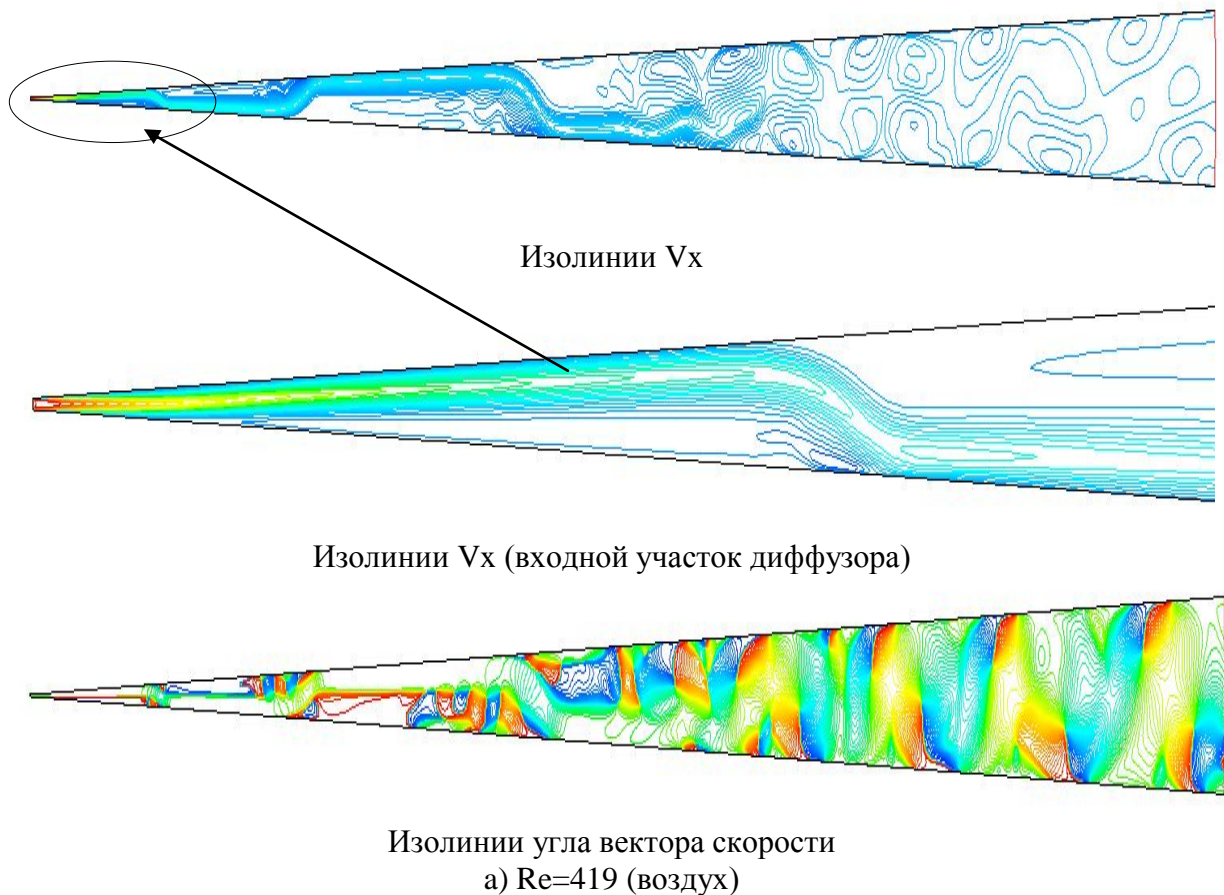 Изолинии Vx
Изолинии Vx (входной участок диффузора)
Изолинии угла вектора скорости
а) Re=419 (воздух)